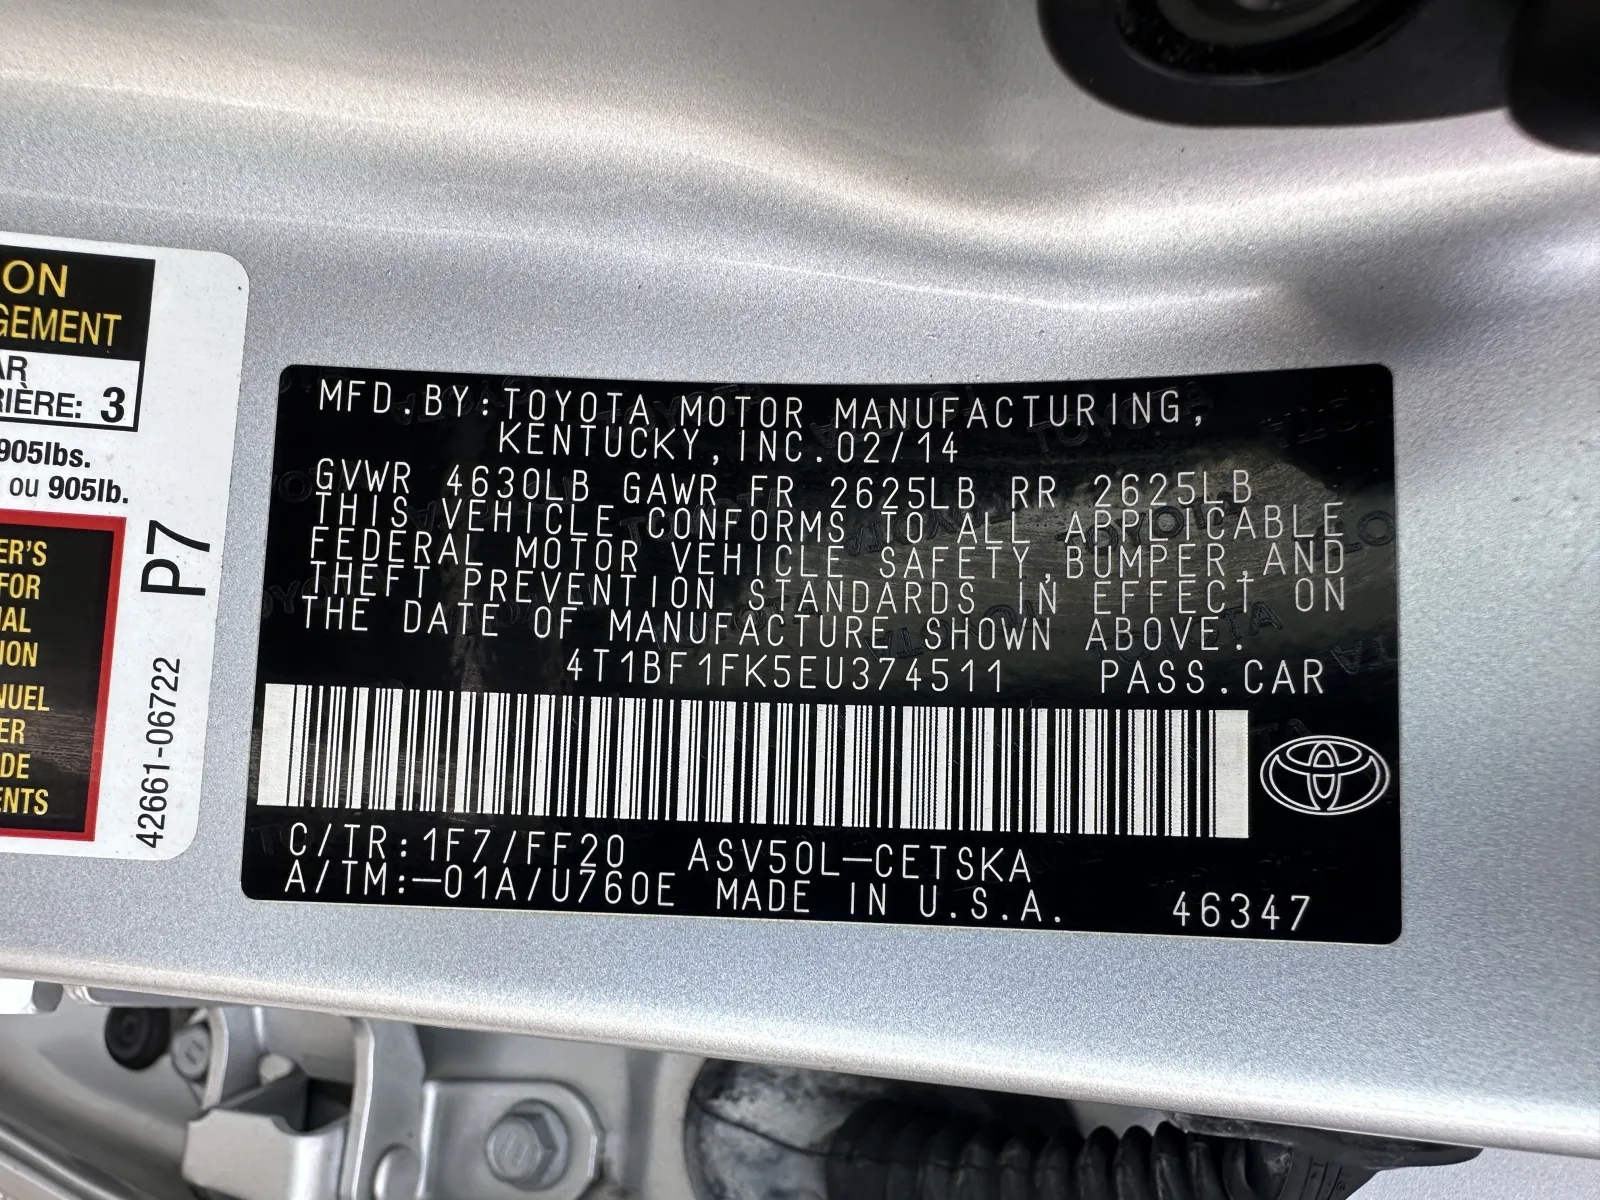 ON
GEMENT
AR
RIÈRE: 3
905lbs.
ou 905lb.
ER'S
FOR
AL
ION
NUEL
ER
DE
ENTS
P7
42661-06722
MFD.BY:TOYOTA MOTOR MANUFACTURING,
KENTUCKY,INC.02/14
GVWR 4630LB GAWR FR 2625LB RR 2625LB
THIS VEHICLE CONFORMS TO ALL APPLICABLE
FEDERAL MOTOR VEHICLE SAFETY,BUMPER,AND
THEFT PREVENTION STANDARDS IN EFFECT ON
THE DATE OF MANUFACTURE SHOWN ABOVE.
4T1BF1FK5EU374511 PASS.CAR
C/TR:1F7/FF20 ASV50L-CETSKA
A/TM:-01A/U760E MADE IN U.S.A. 46347